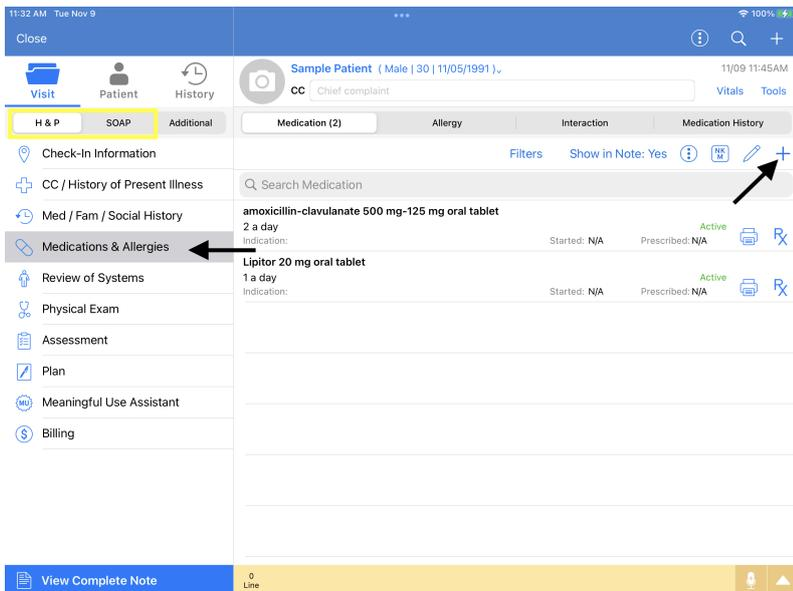 11:32 AM Tue Nov 9
100%
Close
Visit
Patient
History
H & P
SOAP
Additional
Check-In Information
CC / History of Present Illness
Med / Fam / Social History
Medications & Allergies
Review of Systems
Physical Exam
Assessment
Plan
MU Meaningful Use Assistant
$ Billing
View Complete Note
Sample Patient ( Male | 30 | 11/05/1991 )
11/09 11:45AM
CC Chief complaint
Vitals Tools
Medication (2)
Allergy
Interaction
Medication History
Filters Show in Note: Yes
NK
M
Search Medication
amoxicillin-clavulanate 500 mg-125 mg oral tablet
2 a day
Active
Indication: Started: N/A Prescribed: N/A
Rx
Lipitor 20 mg oral tablet
1 a day
Active
Indication: Started: N/A Prescribed: N/A
Rx
0
Line